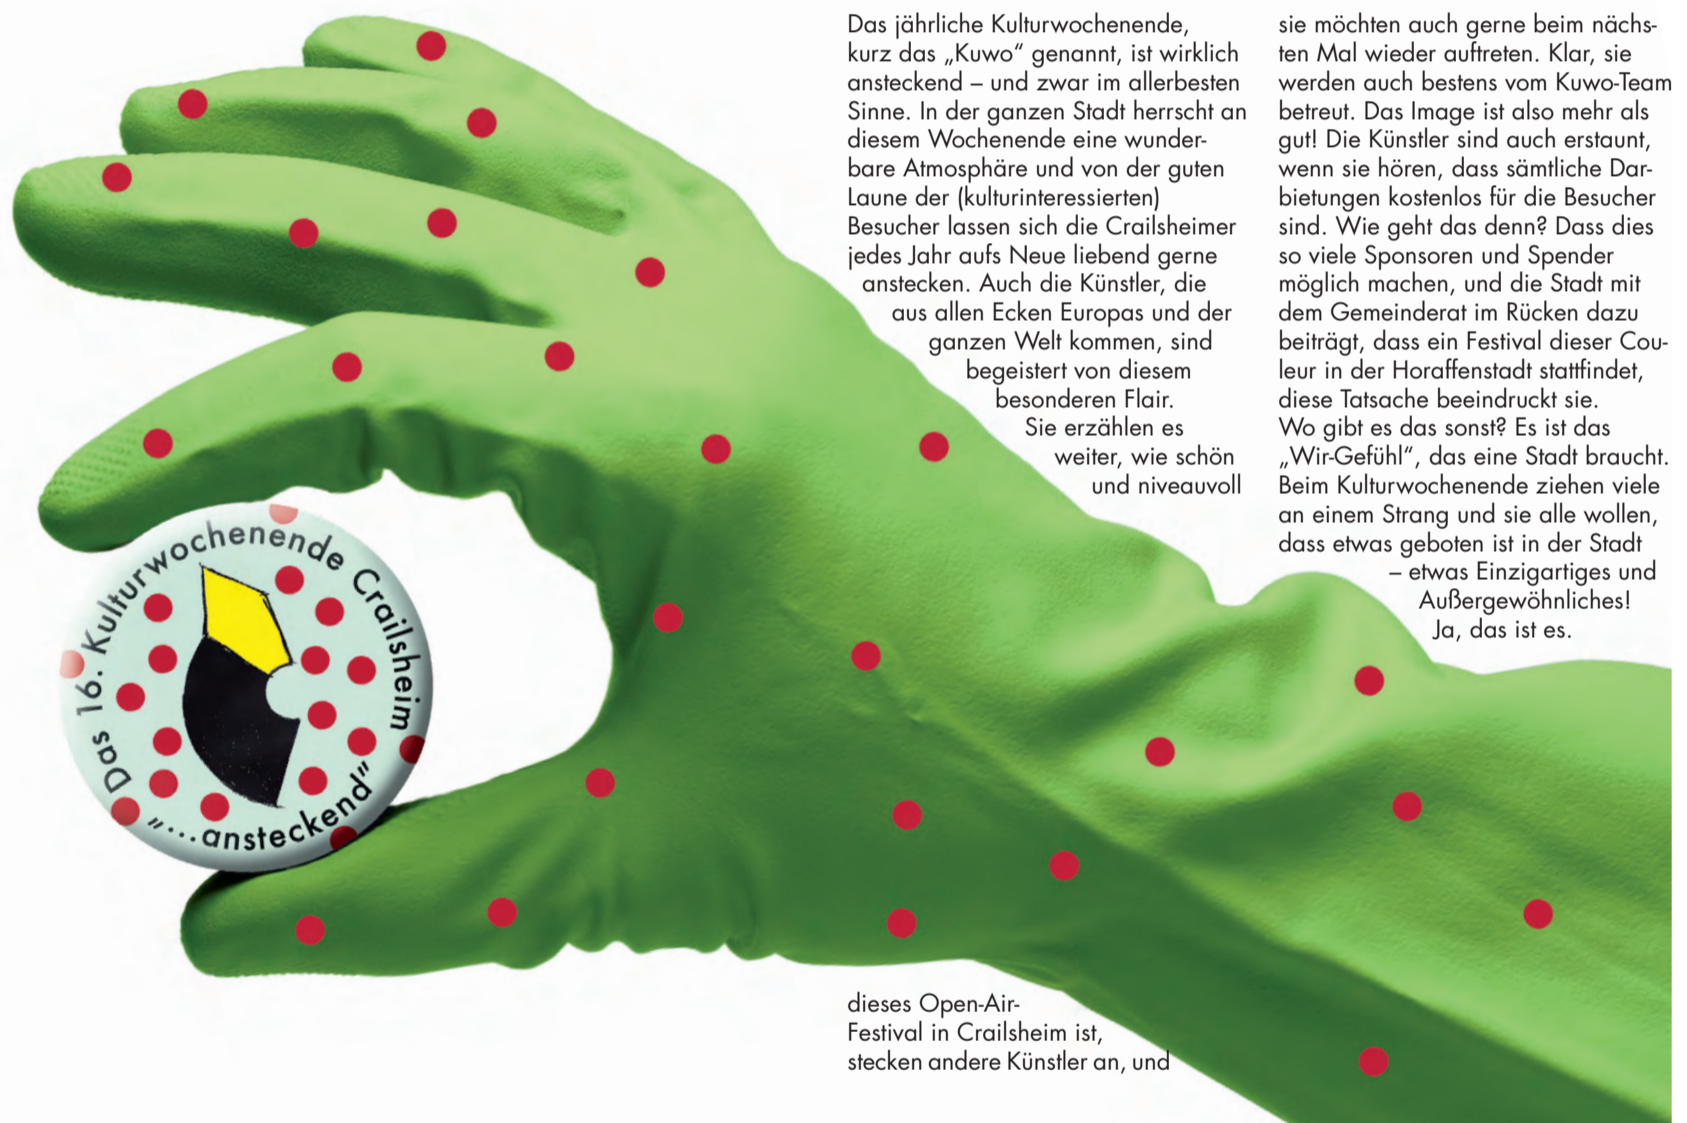 Das jährliche Kulturwochenende,
kurz das „Kuwo“ genannt, ist wirklich
ansteckend – und zwar im allerbesten
Sinne. In der ganzen Stadt herrscht an
diesem Wochenende eine wunder-
bare Atmosphäre und von der guten
Laune der (kulturinteressierten)
Besucher lassen sich die Crailsheimer
jedes Jahr aufs Neue liebend gerne
anstecken. Auch die Künstler, die
aus allen Ecken Europas und der
ganzen Welt kommen, sind
begeistert von diesem
besonderen Flair.
Sie erzählen es
weiter, wie schön
und niveauvoll
dieses Open-Air-
Festival in Crailsheim ist,
stecken andere Künstler an, und
sie möchten auch gerne beim nächs-
ten Mal wieder auftreten. Klar, sie
werden auch bestens vom Kuwo-Team
betreut. Das Image ist also mehr als
gut! Die Künstler sind auch erstaunt,
wenn sie hören, dass sämtliche Dar-
bietungen kostenlos für die Besucher
sind. Wie geht das denn? Dass dies
so viele Sponsoren und Spender
möglich machen, und die Stadt mit
dem Gemeinderat im Rücken dazu
beiträgt, dass ein Festival dieser Cou-
leur in der Horaffenstadt stattfindet,
diese Tatsache beeindruckt sie.
Wo gibt es das sonst? Es ist das
„Wir-Gefühl“, das eine Stadt braucht.
Beim Kulturwochenende ziehen viele
an einem Strang und sie alle wollen,
dass etwas geboten ist in der Stadt
– etwas Einzigartiges und
Außergewöhnliches!
Ja, das ist es.
Das 16. Kulturwochenende Crailsheim
„...ansteckend”